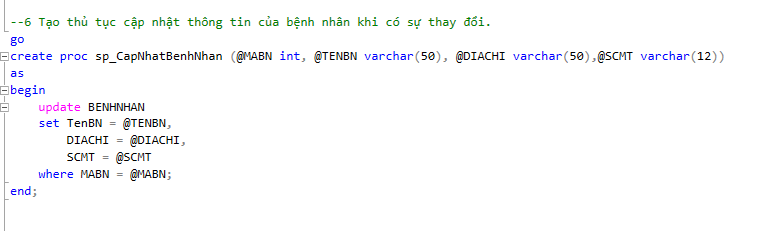 --6 Tạo thủ tục cập nhật thông tin của bệnh nhân khi có sự thay đổi.
go
create proc sp_CapNhatBenhNhan (@MABN int, @TENBN varchar(50), @DIACHI varchar(50),@SCMT varchar(12))
as
begin
    update BENHNHAN
    set TenBN = @TENBN,
        DIACHI = @DIACHI,
        SCMT = @SCMT
    where MABN = @MABN;
end;